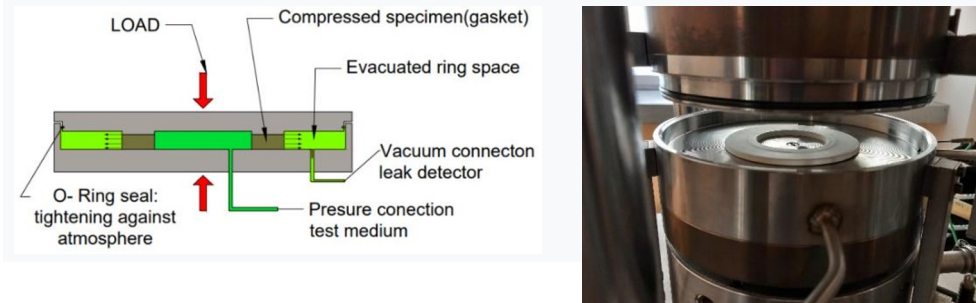 LOAD
Compressed specimen(gasket)
Evacuated ring space
Vacuum connecton
leak detector
O- Ring seal:
tightening against
atmosphere
Presure conection
test medium